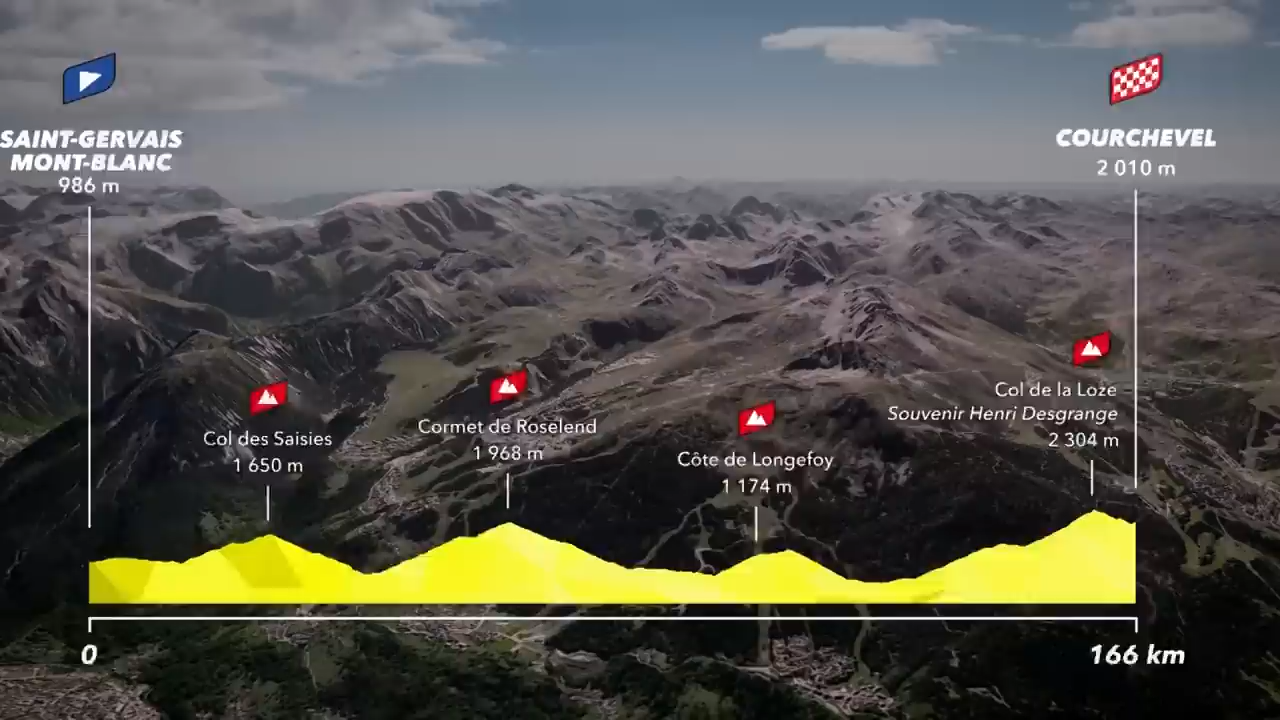 SAINT-GERVAIS
MONT-BLANC
986 m
COURCHEVEL
2 010 m
Col des Saisies
1 650 m
Cormet de Roselend
1 968 m
Côte de Longefoy
1 174 m
Col de la Loze
Souvenir Henri Desgrange
2 304 m
0
166 km